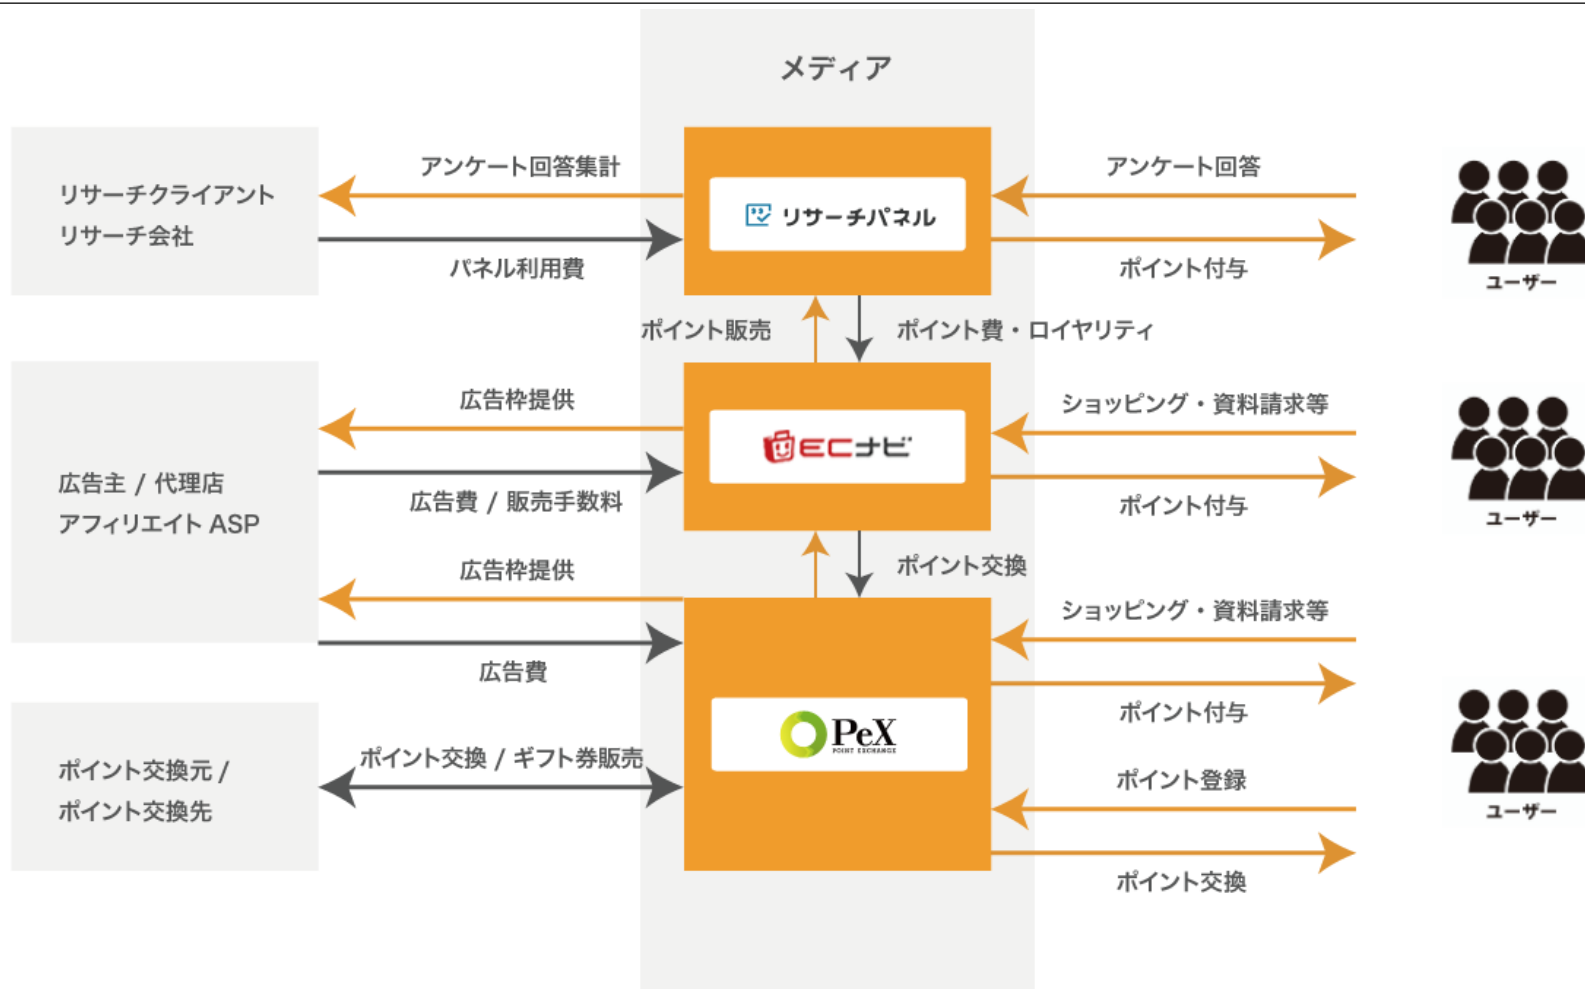 メディア
リサーチクライアント
リサーチ会社
アンケート回答集計
パネル利用費
リサーチパネル
アンケート回答
ポイント付与
ユーザー
ポイント販売
ポイント費・ロイヤリティ
広告主 / 代理店
アフィリエイト ASP
広告枠提供
広告費 / 販売手数料
ECナビ
ショッピング・資料請求等
ポイント付与
ユーザー
ポイント交換
広告枠提供
広告費
ショッピング・資料請求等
ポイント付与
ポイント交換元 /
ポイント交換先
ポイント交換 / ギフト券販売
PeX
POINT EXCHANGE
ポイント登録
ポイント交換
ユーザー